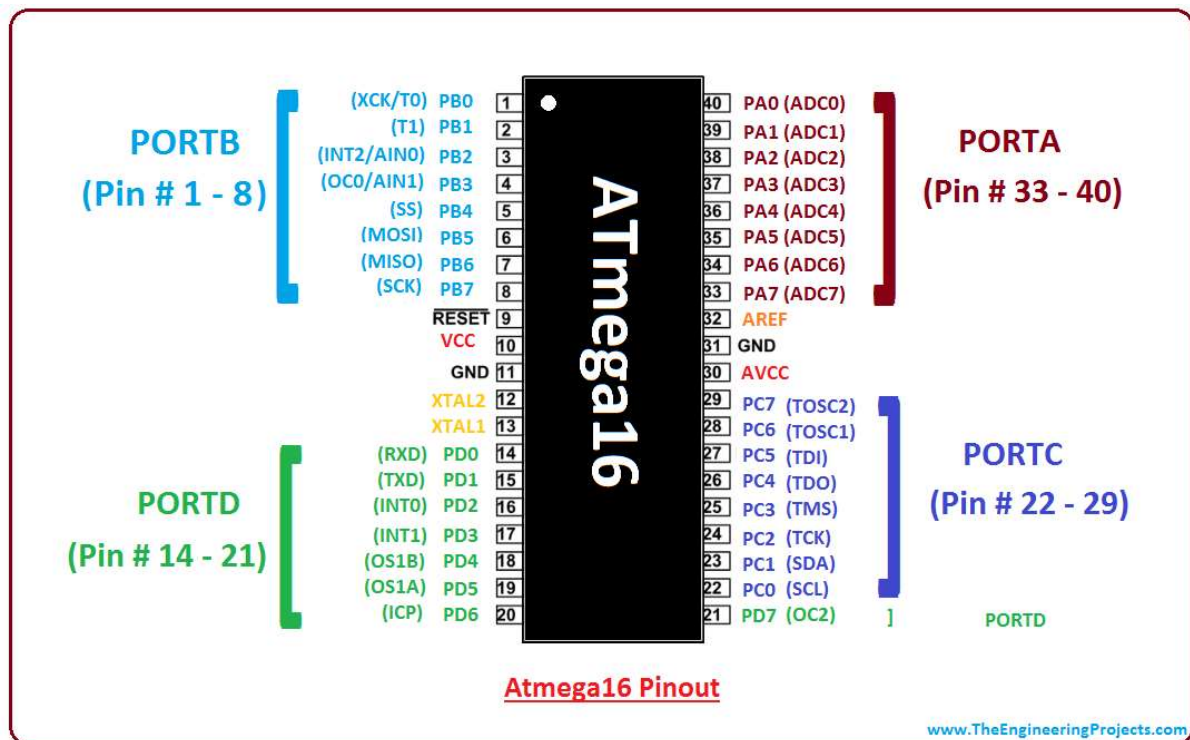 (XCK/T0) PB0 1 40 PA0 (ADC0)
(T1) PB1 2 39 PA1 (ADC1)
PORTB PORTA
(INT2/AIN0) PB2 3 38 PA2 (ADC2)
(Pin # 1 - 8) (OC0/AIN1) PB3 4 37 PA3 (ADC3) (Pin # 33 - 40)
(SS) PB4 5 36 PA4 (ADC4)
(MOSI) PB5 6 35 PA5 (ADC5)
(MISO) PB6 7 34 PA6 (ADC6)
(SCK) PB7 8 33 PA7 (ADC7)
RESET 9 32 AREF
VCC 10 31 GND
GND 11 30 AVCC
XTAL2 12 29 PC7 (TOSC2)
XTAL1 13 28 PC6 (TOSC1)
(RXD) PD0 14 27 PC5 (TDI) PORTC
(TXD) PD1 15 26 PC4 (TDO)
PORTD (INT0) PD2 16 25 PC3 (TMS) (Pin # 22 - 29)
(INT1) PD3 17 24 PC2 (TCK)
(Pin # 14 - 21) (OS1B) PD4 18 23 PC1 (SDA)
(OS1A) PD5 19 22 PC0 (SCL)
(ICP) PD6 20 21 PD7 (OC2) ] PORTD
ATmega16
Atmega16 Pinout
www.TheEngineeringProjects.com